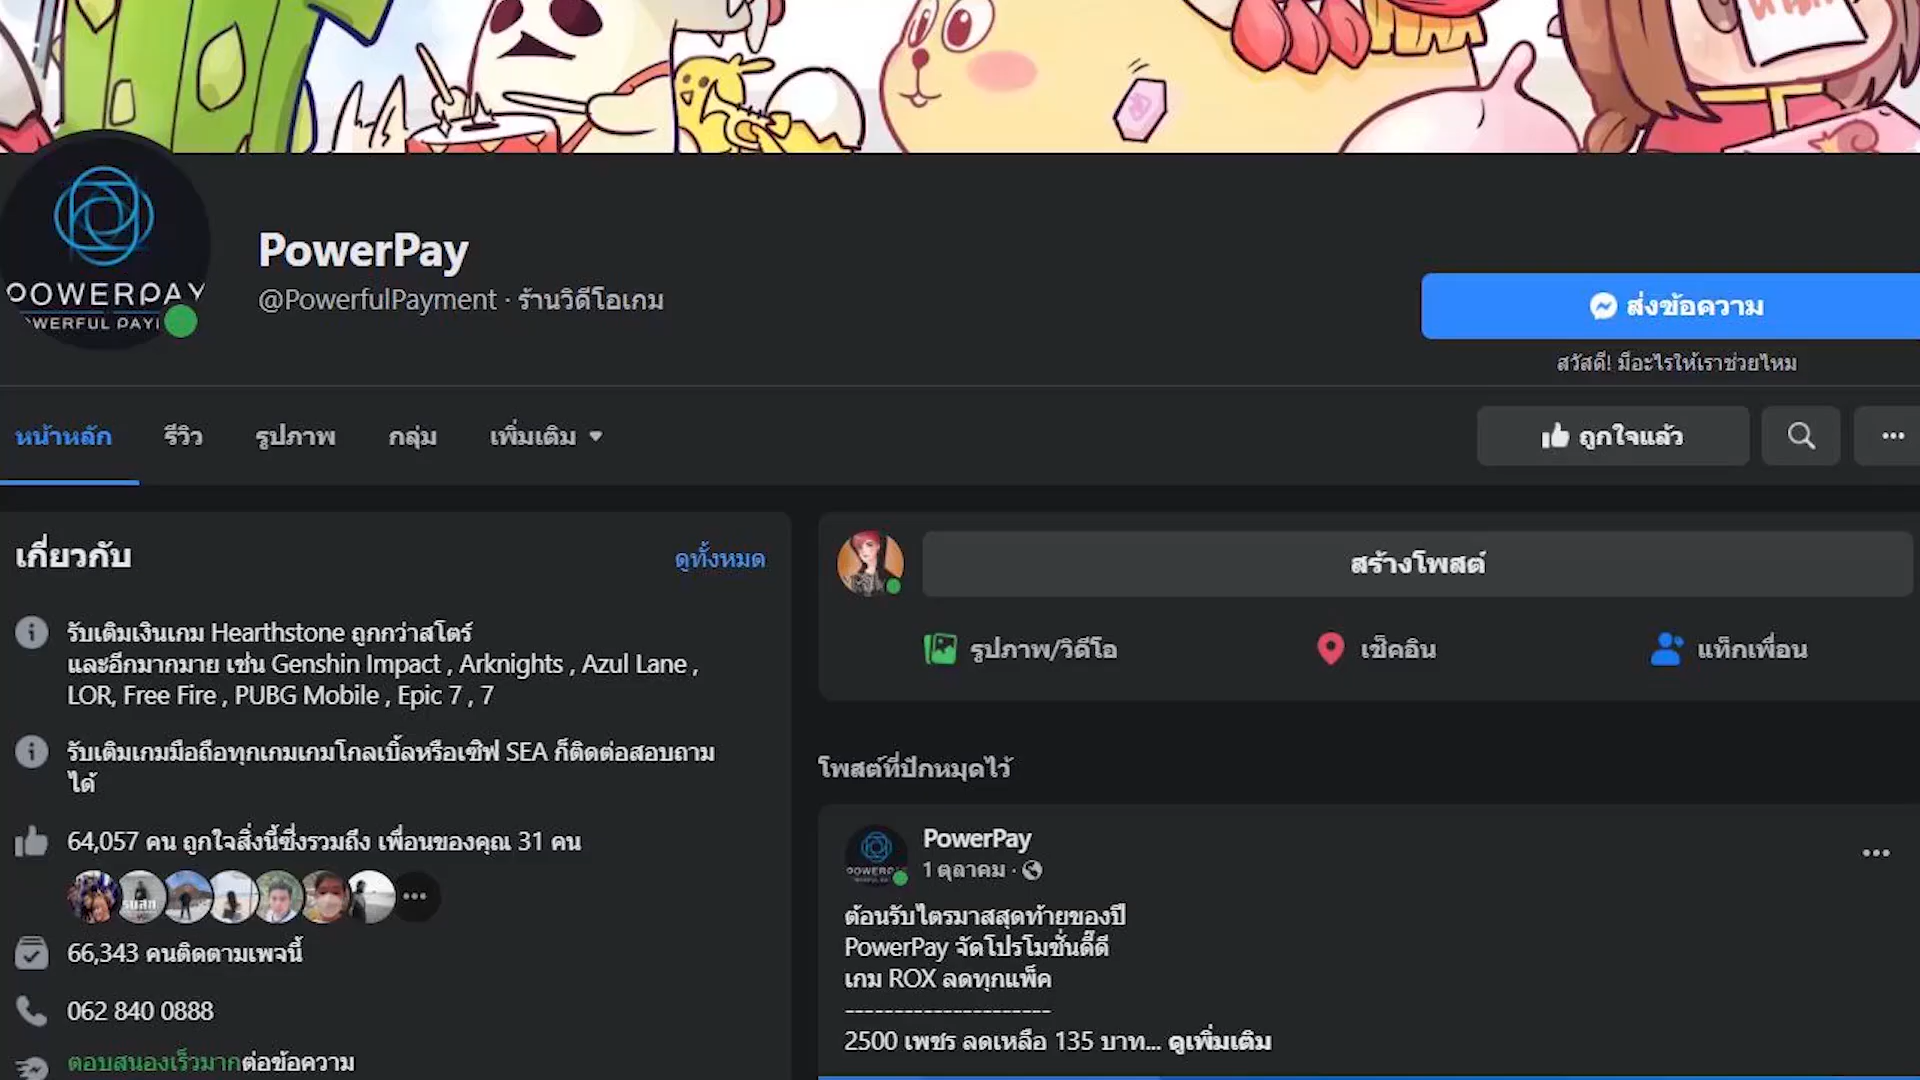 POWERPAY
PowerPay
@PowerfulPayment · ร้านวิดีโอเกม
ส่งข้อความ
สวัสดี! มีอะไรให้เราช่วยไหม
หน้าหลัก
รีวิว
รูปภาพ
กลุ่ม
เพิ่มเติม
ถูกใจแล้ว
เกี่ยวกับ
ดูทั้งหมด
รับเติมเงินเกม Hearthstone ถูกกว่าสโตร์
และอีกมากมาย เช่น Genshin Impact , Arknights , Azul Lane ,
LOR, Free Fire , PUBG Mobile , Epic 7 , 7
รับเติมเกมมือถือทุกเกมเกมโกลเบิ้ลหรือเซิฟ SEA ก็ติดต่อสอบถาม
ได้
64,057 คน ถูกใจสิ่งนี้ซึ่งรวมถึง เพื่อนของคุณ 31 คน
66,343 คนติดตามเพจนี้
062 840 0888
ตอบสนองเร็วมากต่อข้อความ
สร้างโพสต์
รูปภาพ/วิดีโอ
เช็คอิน
แท็กเพื่อน
โพสต์ที่ปักหมุดไว้
PowerPay
1 ตุลาคม ·
ต้อนรับไตรมาสสุดท้ายของปี
PowerPay จัดโปรโมชั่นดี๊ดี
เกม ROX ลดทุกแพ็ค
---------------------
2500 เพชร ลดเหลือ 135 บาท... ดูเพิ่มเติม